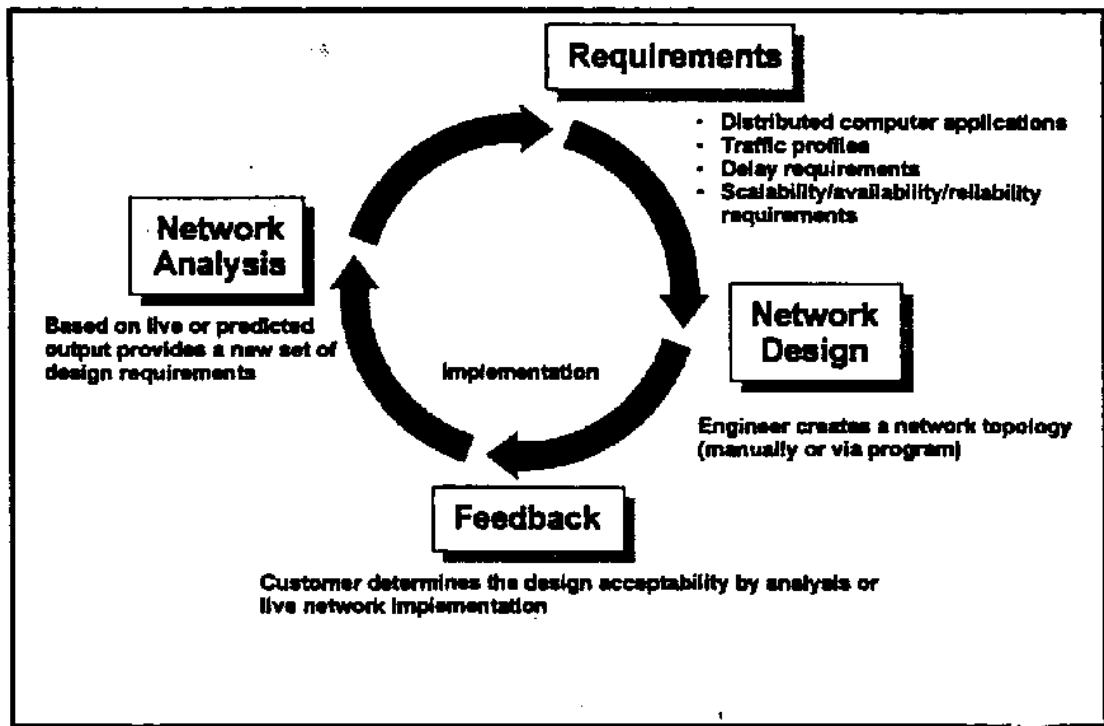 Requirements
• Distributed computer applications
• Traffic profiles
• Delay requirements
• Scalability/availability/reliability
requirements
Network
Design
Engineer creates a network topology
(manually or via program)
Feedback
Customer determines the design acceptability by analysis or
live network implementation
Network
Analysis
Based on live or predicted
output provides a new set of
design requirements
Implementation
1